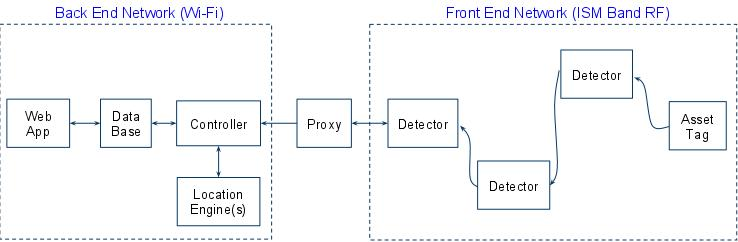 Back End Network (Wi-Fi)
Front End Network (ISM Band RF)
Web
App
Data
Base
Controller
Location
Engine(s)
Proxy
Detector
Detector
Detector
Asset
Tag